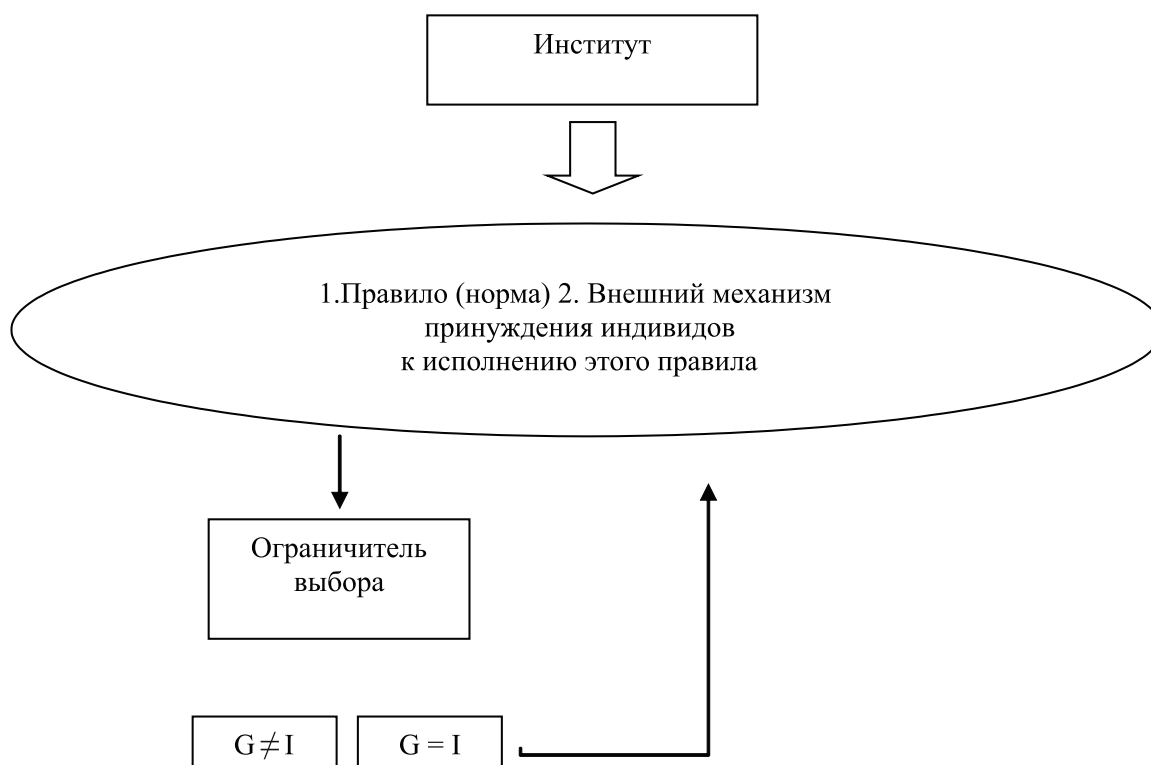 Институт
1.Правило (норма) 2. Внешний механизм
принуждения индивидов
к исполнению этого правила
Ограничитель
выбора
G ≠ I
G = I